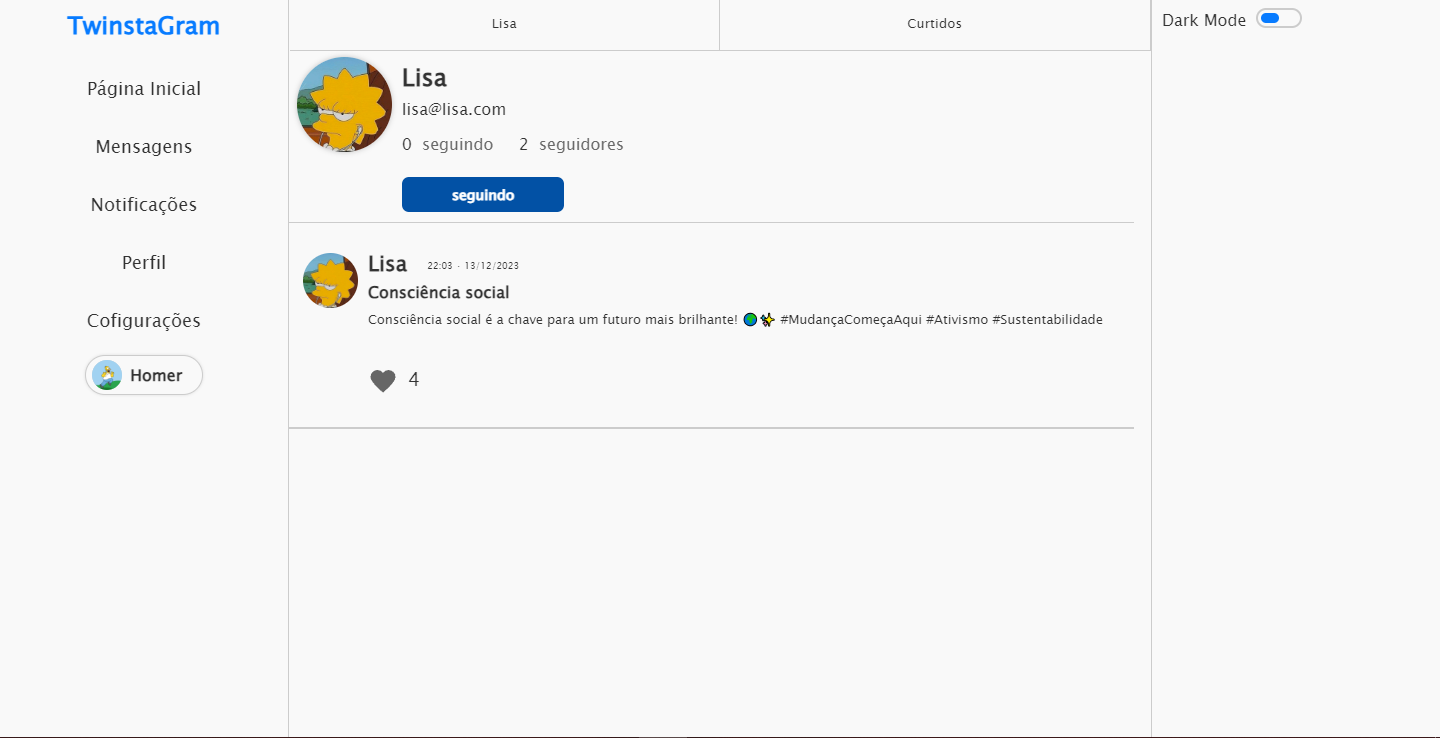 TwinstaGram
Página Inicial
Mensagens
Notificações
Perfil
Cofigurações
Homer
Lisa
Curtidos
Lisa
lisa@lisa.com
0 seguindo 2 seguidores
seguindo
Lisa 22:03 · 13/12/2023
Consciência social
Consciência social é a chave para um futuro mais brilhante! 🌍✨ #MudançaComeçaAqui #Ativismo #Sustentabilidade
4
Dark Mode